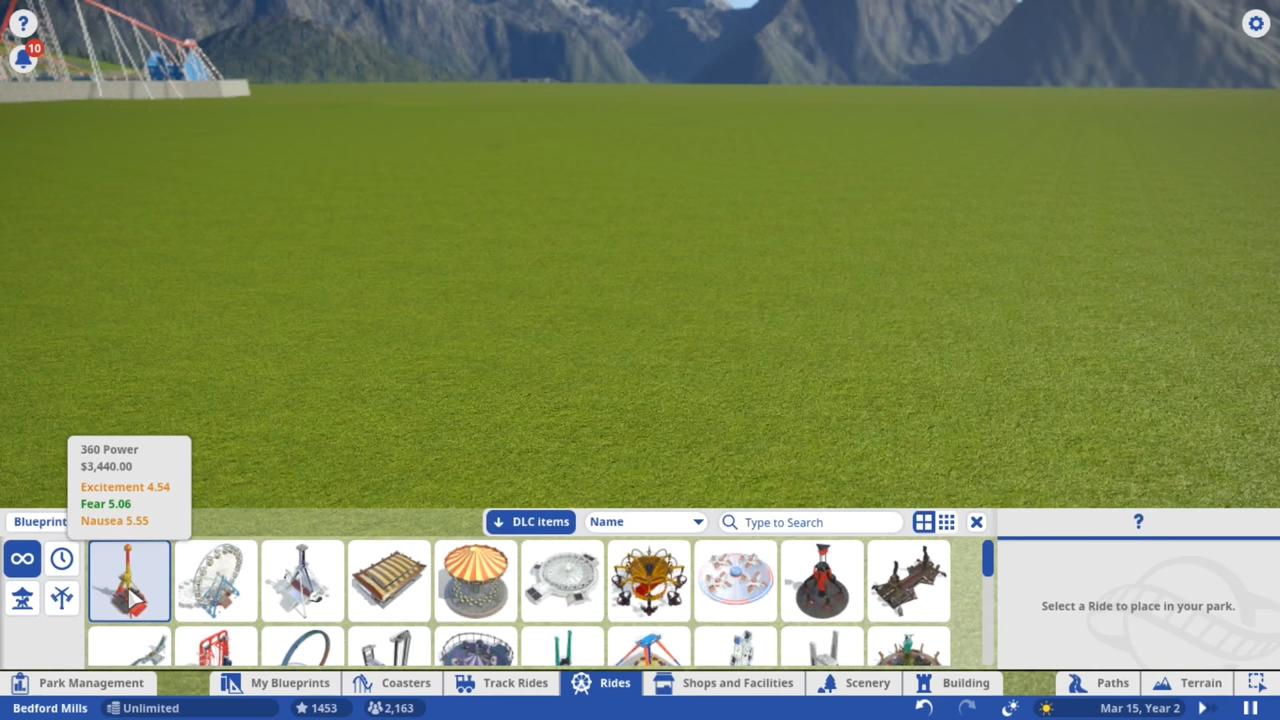 ?
10
360 Power
$3,440.00
Excitement 4.54
Fear 5.06
Nausea 5.55
Blueprint
DLC items
Name
Type to Search
?
Select a Ride to place in your park.
Park Management
My Blueprints
Coasters
Track Rides
Rides
Shops and Facilities
Scenery
Building
Paths
Terrain
Bedford Mills
Unlimited
1453
2,163
Mar 15, Year 2